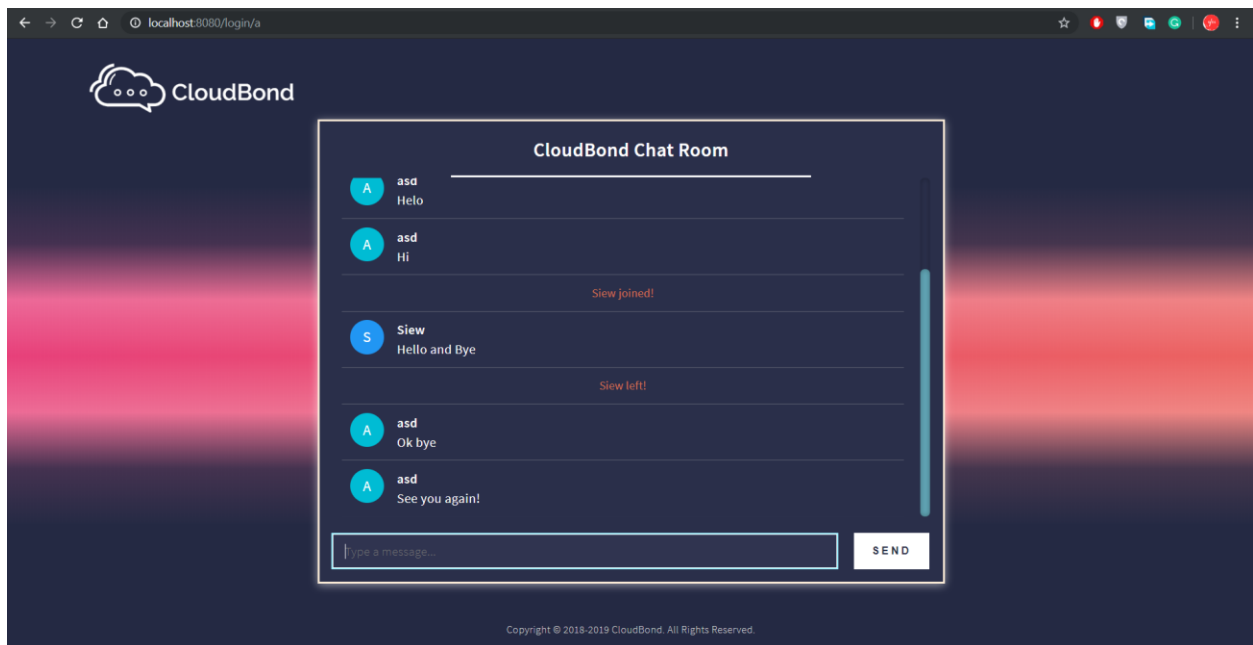 localhost:8080/login/a
CloudBond
CloudBond Chat Room
A
asd
Helo
A
asd
Hi
Siew joined!
S
Siew
Hello and Bye
Siew left!
A
asd
Ok bye
A
asd
See you again!
Type a message...
SEND
Copyright © 2018-2019 CloudBond. All Rights Reserved.